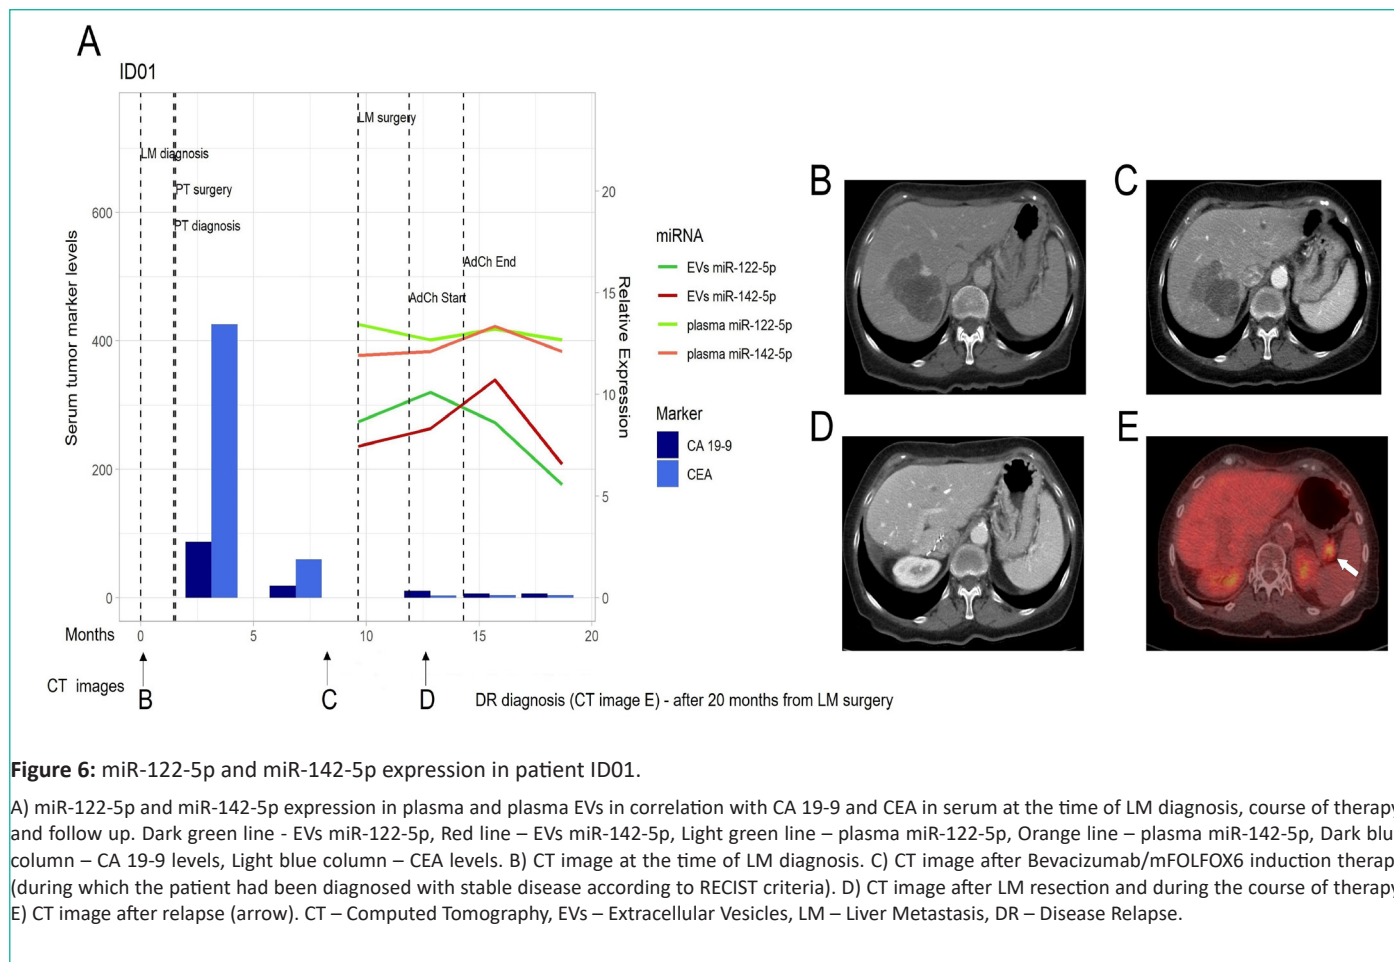 A
ID01
LM surgery
LM diagnosis
PT surgery
PT diagnosis
AdCh End
AdCh Start
Serum tumor marker levels
600
400
200
0
20
15
10
5
0
Relative Expression
Months
0
5
10
15
20
miRNA
EVs miR-122-5p
EVs miR-142-5p
plasma miR-122-5p
plasma miR-142-5p
Marker
CA 19-9
CEA
CT images
B
C
D
DR diagnosis (CT image E) - after 20 months from LM surgery
B
C
D
E
Figure 6: miR-122-5p and miR-142-5p expression in patient ID01.
A) miR-122-5p and miR-142-5p expression in plasma and plasma EVs in correlation with CA 19-9 and CEA in serum at the time of LM diagnosis, course of therapy
and follow up. Dark green line - EVs miR-122-5p, Red line – EVs miR-142-5p, Light green line – plasma miR-122-5p, Orange line – plasma miR-142-5p, Dark blu
column – CA 19-9 levels, Light blue column – CEA levels. B) CT image at the time of LM diagnosis. C) CT image after Bevacizumab/mFOLFOX6 induction therap
(during which the patient had been diagnosed with stable disease according to RECIST criteria). D) CT image after LM resection and during the course of therapy
E) CT image after relapse (arrow). CT – Computed Tomography, EVs – Extracellular Vesicles, LM – Liver Metastasis, DR – Disease Relapse.